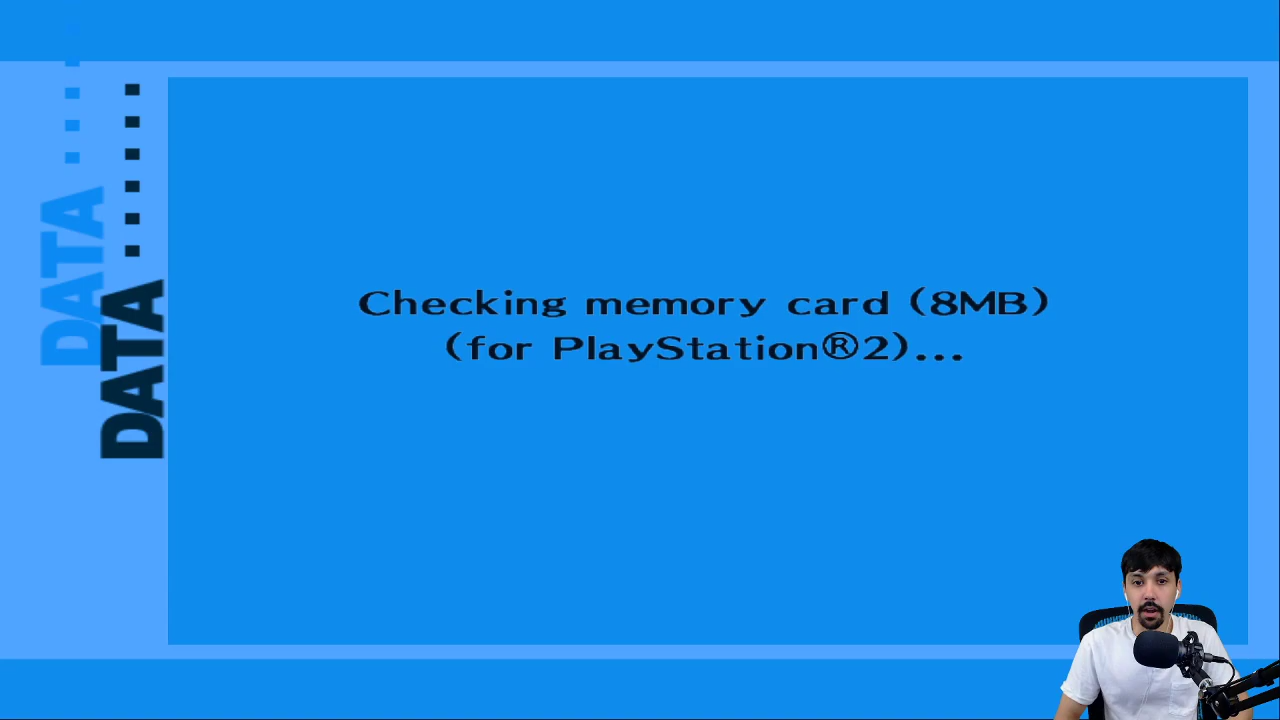 DATA ......
DATA ......
Checking memory card (8MB)
(for PlayStation®2)...